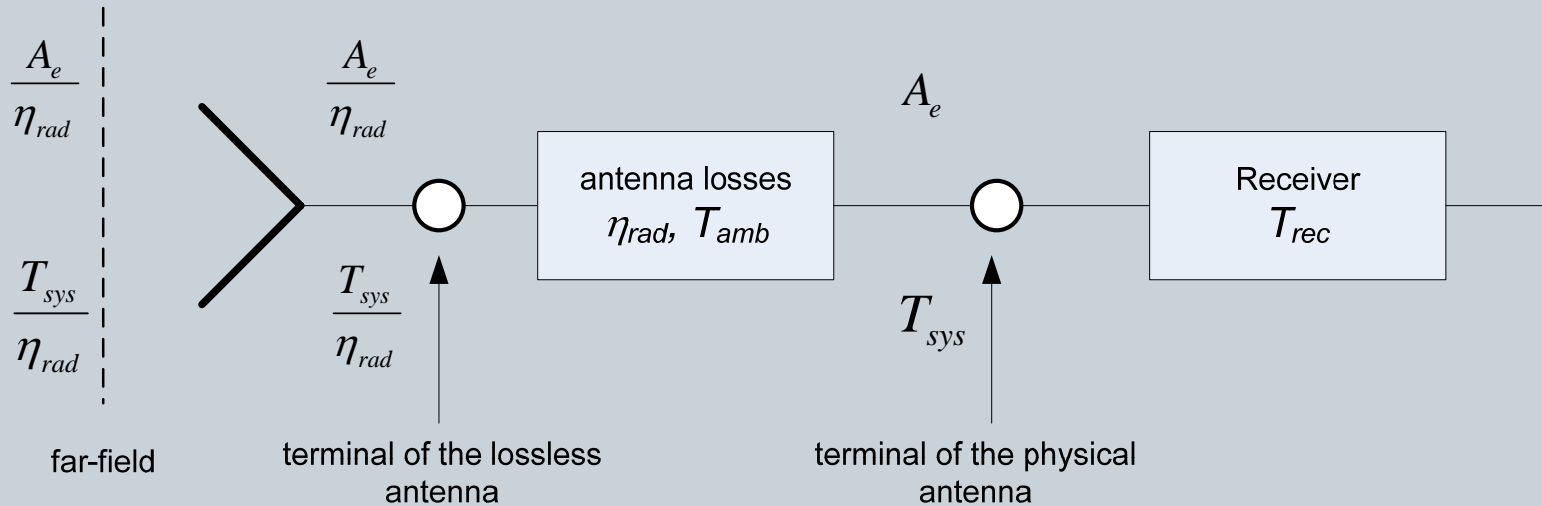 A_e
η_rad
A_e
η_rad
A_e
antenna losses
η_rad, T_amb
Receiver
T_rec
T_sys
η_rad
T_sys
η_rad
T_sys
far-field
terminal of the lossless
antenna
terminal of the physical
antenna